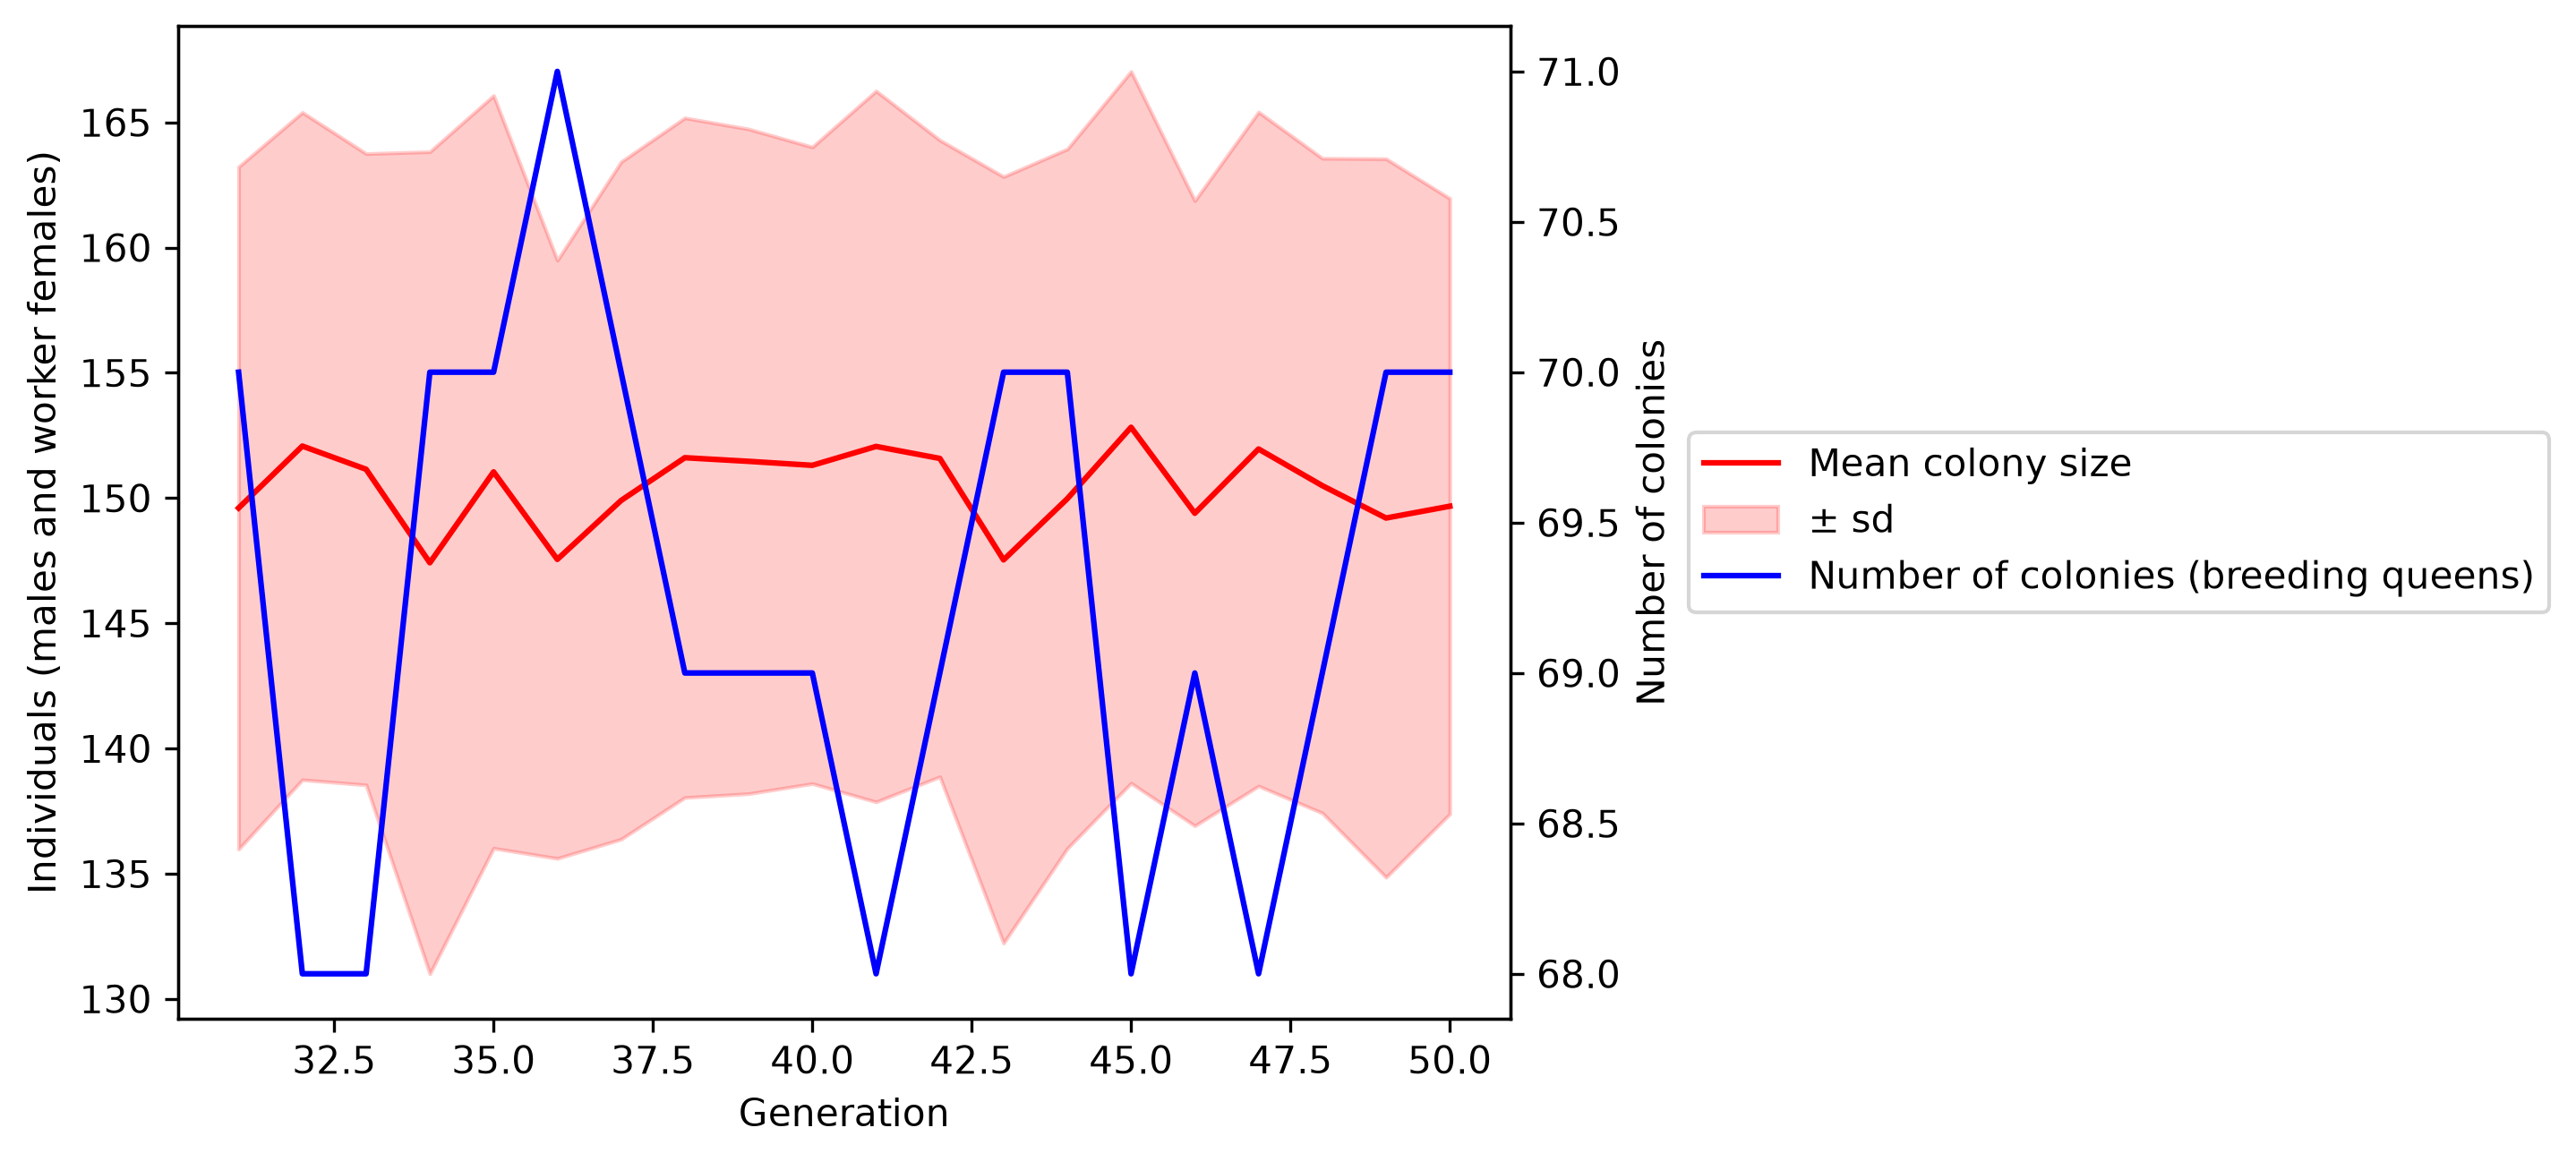 Individuals (males and worker females)
165
160
155
150
145
140
135
130
32.5 35.0 37.5 40.0 42.5 45.0 47.5 50.0
Generation
71.0
70.5
70.0
69.5
69.0
68.5
68.0
Number of colonies
Mean colony size
± sd
Number of colonies (breeding queens)